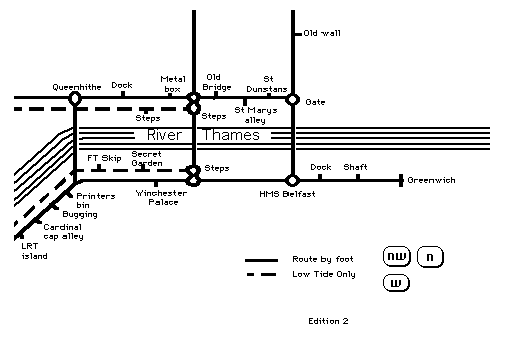 Old wall
Queenhithe
Dock
Metal
box
Old
Bridge
St
Dunstans
Gate
Steps
St Marys
alley
Steps
River Thames
FT Skip
Secret
Garden
Steps
Dock
Shaft
Greenwich
Winchester
Palace
HMS Belfast
Printers
bin
Bugging
Cardinal
cap alley
LRT
island
Route by foot
Low Tide Only
nw
n
w
Edition 2